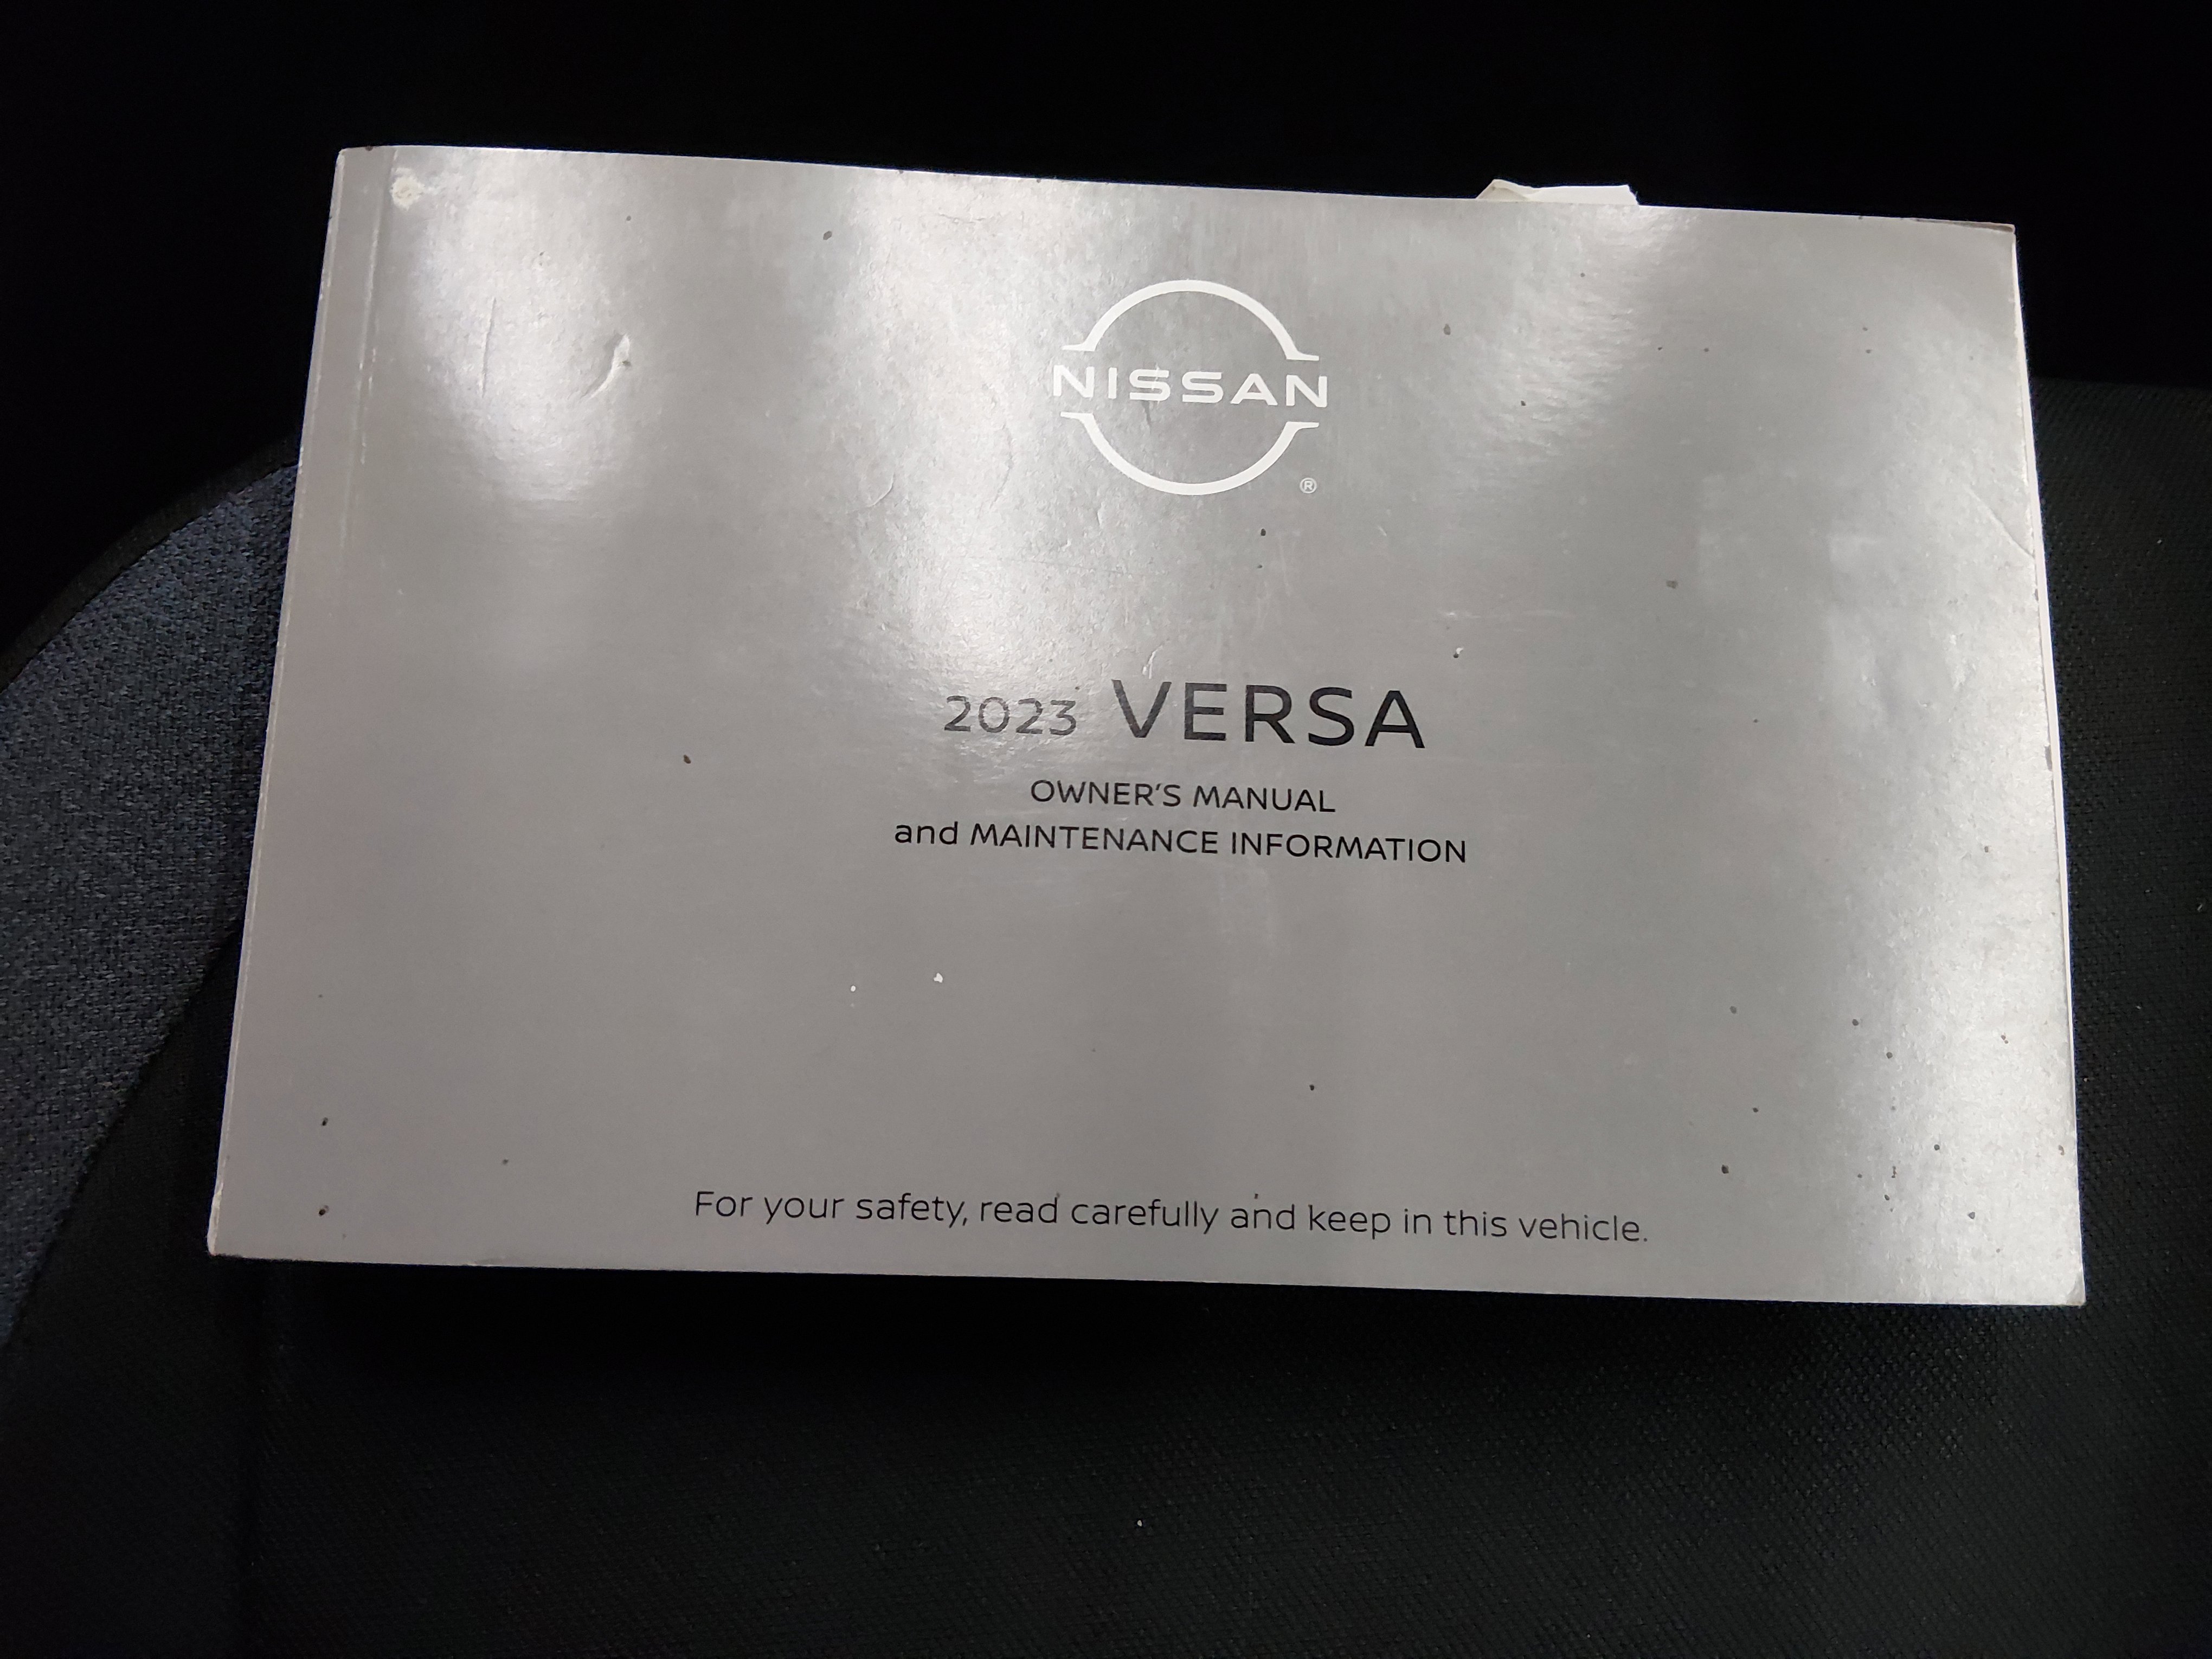 NISSAN
®
2023 VERSA
OWNER'S MANUAL
and MAINTENANCE INFORMATION
For your safety, read carefully and keep in this vehicle.